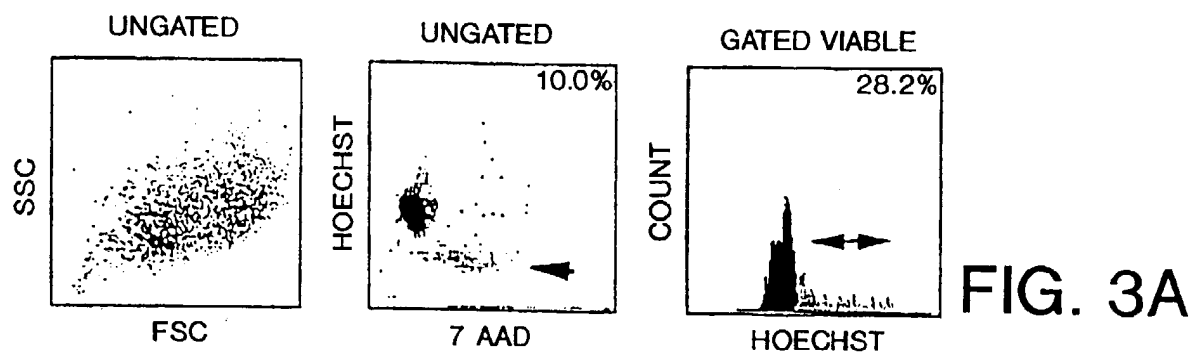 UNGATED
SSC
FSC
UNGATED
10.0%
HOECHST
7 AAD
GATED VIABLE
28.2%
COUNT
HOECHST
FIG. 3A